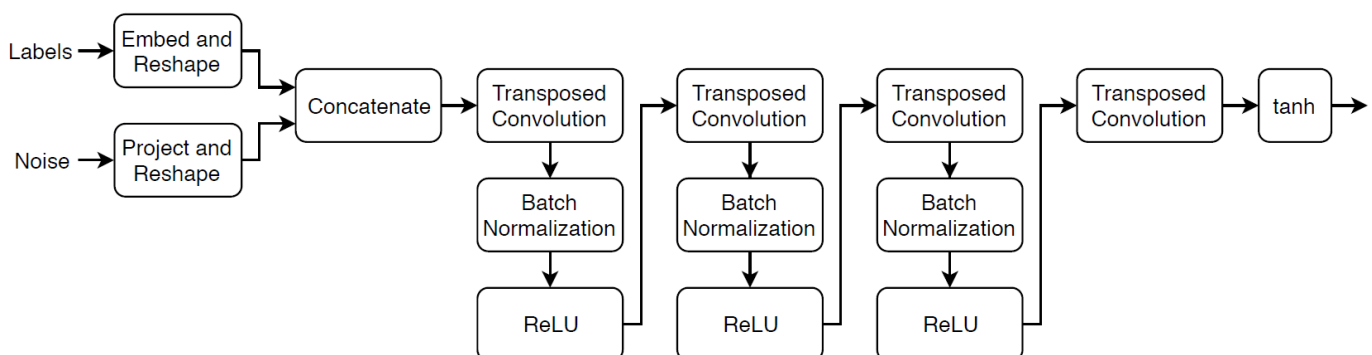 Labels
Embed and
Reshape
Noise
Project and
Reshape
Concatenate
Transposed
Convolution
Batch
Normalization
ReLU
Transposed
Convolution
Batch
Normalization
ReLU
Transposed
Convolution
Batch
Normalization
ReLU
Transposed
Convolution
tanh